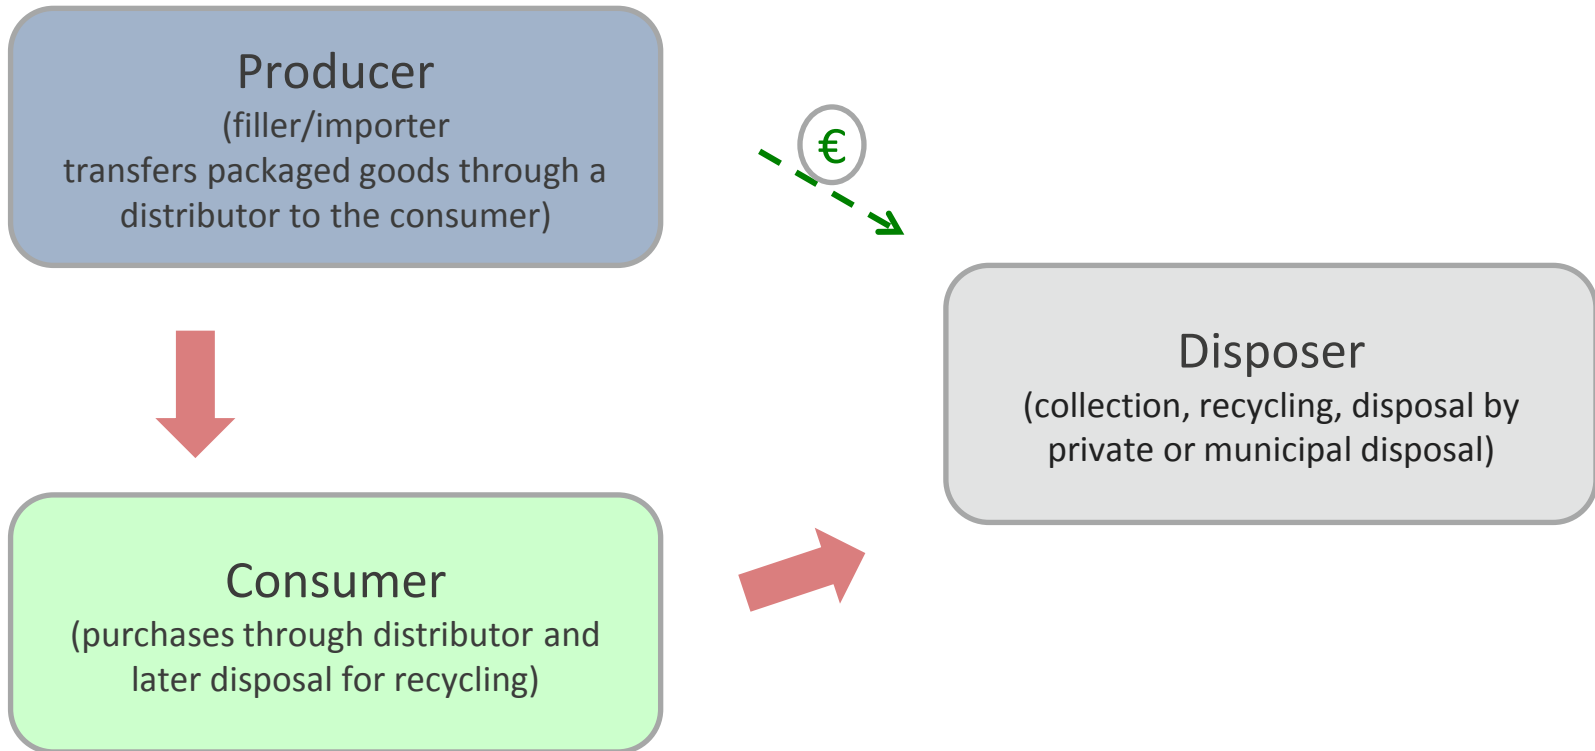 Producer
(filler/importer
transfers packaged goods through a
distributor to the consumer)
€
Disposer
(collection, recycling, disposal by
private or municipal disposal)
Consumer
(purchases through distributor and
later disposal for recycling)